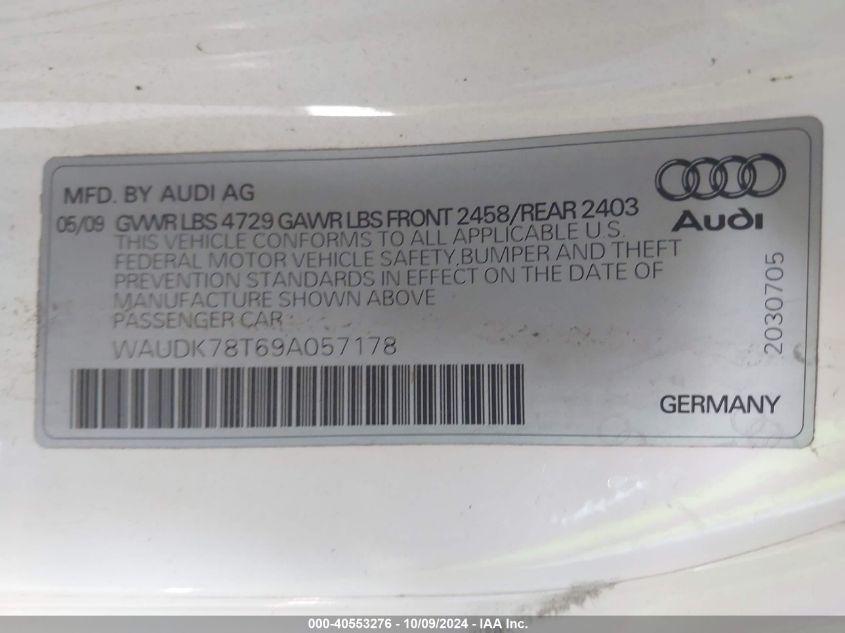 MFD. BY AUDI AG
05/09 GVWR LBS 4729 GAWR LBS FRONT 2458/REAR 2403
THIS VEHICLE CONFORMS TO ALL APPLICABLE U.S.
FEDERAL MOTOR VEHICLE SAFETY, BUMPER AND THEFT
PREVENTION STANDARDS IN EFFECT ON THE DATE OF
MANUFACTURE SHOWN ABOVE
PASSENGER CAR
WAUDK78T69A057178
Audi
2030705
GERMANY
000-40553276 - 10/09/2024 - IAA Inc.